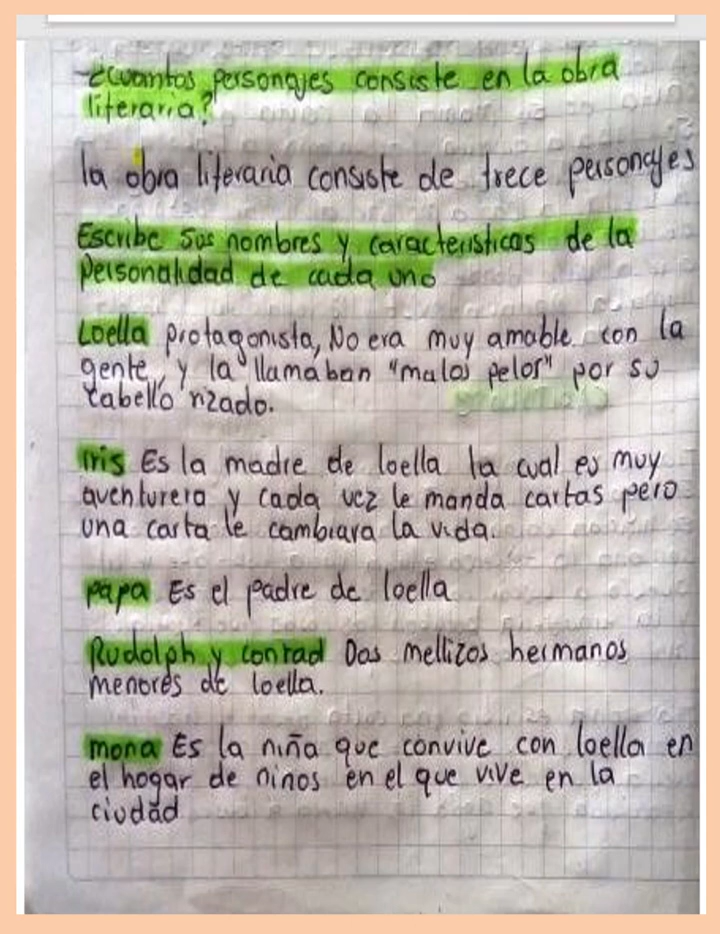 ¿Cuantos personajes consiste en la obra
literaria?
la obra literaria consiste de trece personajes
Escribe sus nombres y caracteristicas de la
Personalidad de cada uno
Loella protagonista, No era muy amable con la
gente, y la llamaban "malos pelos" por su
cabello rizado.
Iris Es la madre de loella la cual es muy
aventurera y cada vez le manda cartas pero
una carta le cambiara la vida.
papa Es el padre de loella
Rudolph y conrad Dos mellizos hermanos
menores de loella.
mona Es la niña que convive con loella en
el hogar de ninos en el que vive en la
ciudad